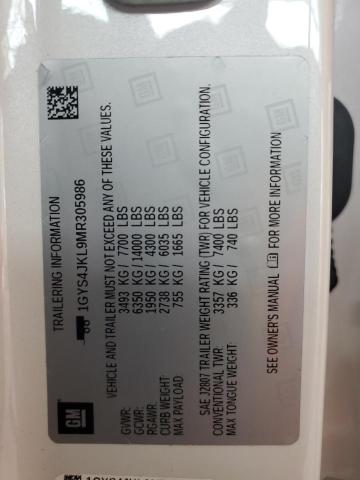 GM
TRAILERING INFORMATION
1GYS4JKL9MR305986
VEHICLE AND TRAILER MUST NOT EXCEED ANY OF THESE VALUES.
GVWR: 3493 KG/ 7700 LBS
GCWR: 6350 KG/ 14000 LBS
RGAWR: 1950 KG/ 4300 LBS
CURB WEIGHT: 2738 KG/ 6035 LBS
MAX PAYLOAD 755 KG/ 1665 LBS
SAE J2807 TRAILER WEIGHT RATING (TWR) FOR VEHICLE CONFIGURATION.
CONVENTIONAL TWR: 3357 KG/ 7400 LBS
MAX TONGUE WEIGHT: 336 KG/ 740 LBS
SEE OWNER'S MANUAL FOR MORE INFORMATION